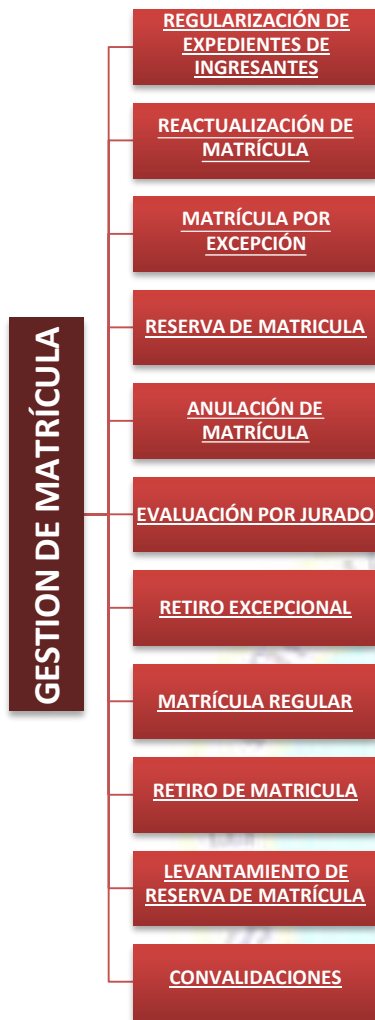 REGULARIZACIÓN DE
EXPEDIENTES DE
INGRESANTES
REACTUALIZACIÓN DE
MATRÍCULA
MATRÍCULA POR
EXCEPCIÓN
RESERVA DE MATRICULA
ANULACIÓN DE
MATRÍCULA
GESTION DE MATRÍCULA
EVALUACIÓN POR JURADO
RETIRO EXCEPCIONAL
MATRÍCULA REGULAR
RETIRO DE MATRICULA
LEVANTAMIENTO DE
RESERVA DE MATRÍCULA
CONVALIDACIONES